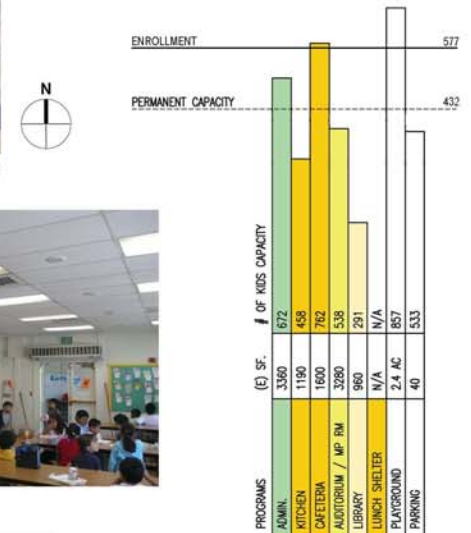 ENROLLMENT 577
N
PERMANENT CAPACITY 432
# OF KIDS CAPACITY 672 458 762 538 291 N/A 857 533
(E) SF. 3360 1190 1600 3280 960 N/A 2.4 AC 40
PROGRAMS ADMIN. KITCHEN CAFETERIA AUDITORIUM / MP RM LIBRARY LUNCH SHELTER PLAYGROUND PARKING